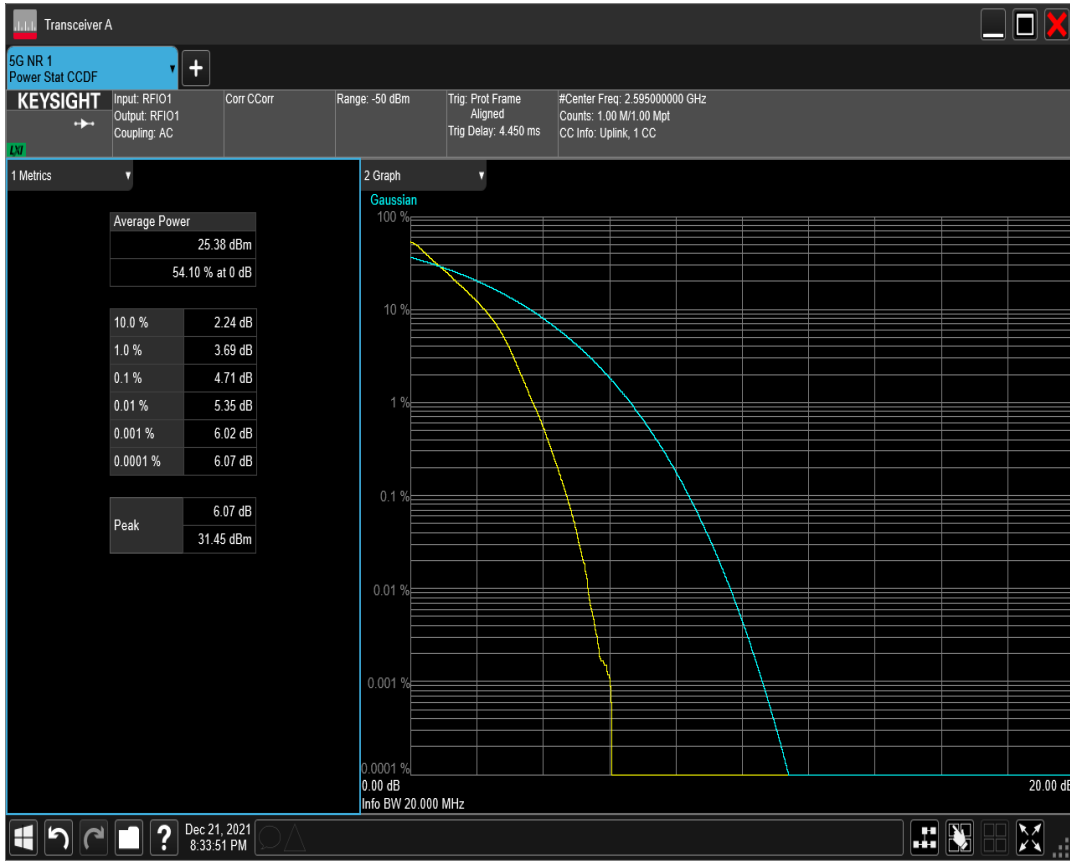 Transceiver A
5G NR 1
Power Stat CCDF
KEYSIGHT
LXI
Input: RFIO1
Output: RFIO1
Coupling: AC
Corr CCorr
Range: -50 dBm
Trig: Prot Frame
Aligned
Trig Delay: 4.450 ms
#Center Freq: 2.595000000 GHz
Counts: 1.00 M/1.00 Mpt
CC Info: Uplink, 1 CC
1 Metrics
Average Power
25.38 dBm
54.10 % at 0 dB
10.0 % 2.24 dB
1.0 % 3.69 dB
0.1 % 4.71 dB
0.01 % 5.35 dB
0.001 % 6.02 dB
0.0001 % 6.07 dB
Peak
6.07 dB
31.45 dBm
2 Graph
Gaussian
100 %
10 %
1 %
0.1 %
0.01 %
0.001 %
0.0001 %
0.00 dB
20.00 dB
Info BW 20.000 MHz
?
Dec 21, 2021
8:33:51 PM